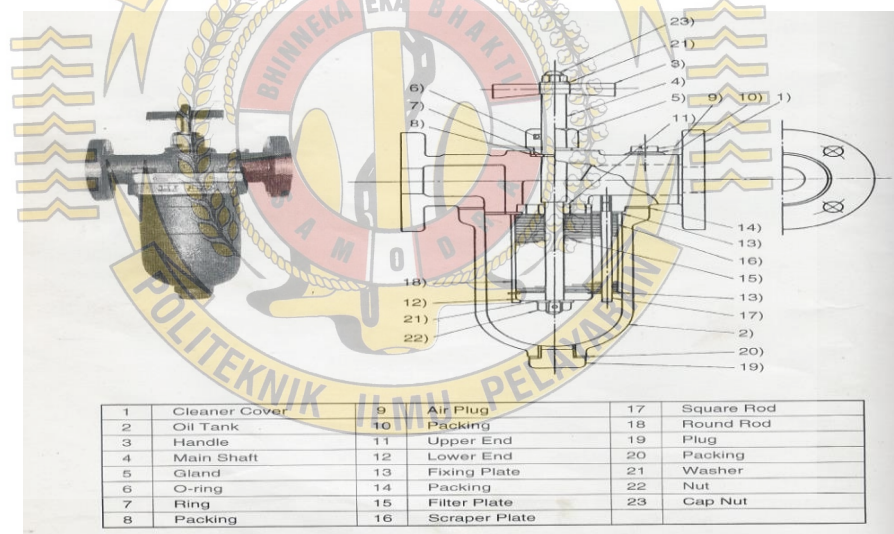 BHINNEKA EKA BHAKTI
SAMODRA
POLITEKNIK ILMU PELAYARAN
23)
21)
3)
4)
5)
9) 10) 1)
11)
6)
7)
8)
14)
13)
16)
15)
18)
12)
21)
22)
13)
17)
2)
20)
19)
1 Cleaner Cover 9 Air Plug 17 Square Rod
2 Oil Tank 10 Packing 18 Round Rod
3 Handle 11 Upper End 19 Plug
4 Main Shaft 12 Lower End 20 Packing
5 Gland 13 Fixing Plate 21 Washer
6 O-ring 14 Packing 22 Nut
7 Ring 15 Filter Plate 23 Cap Nut
8 Packing 16 Scraper Plate